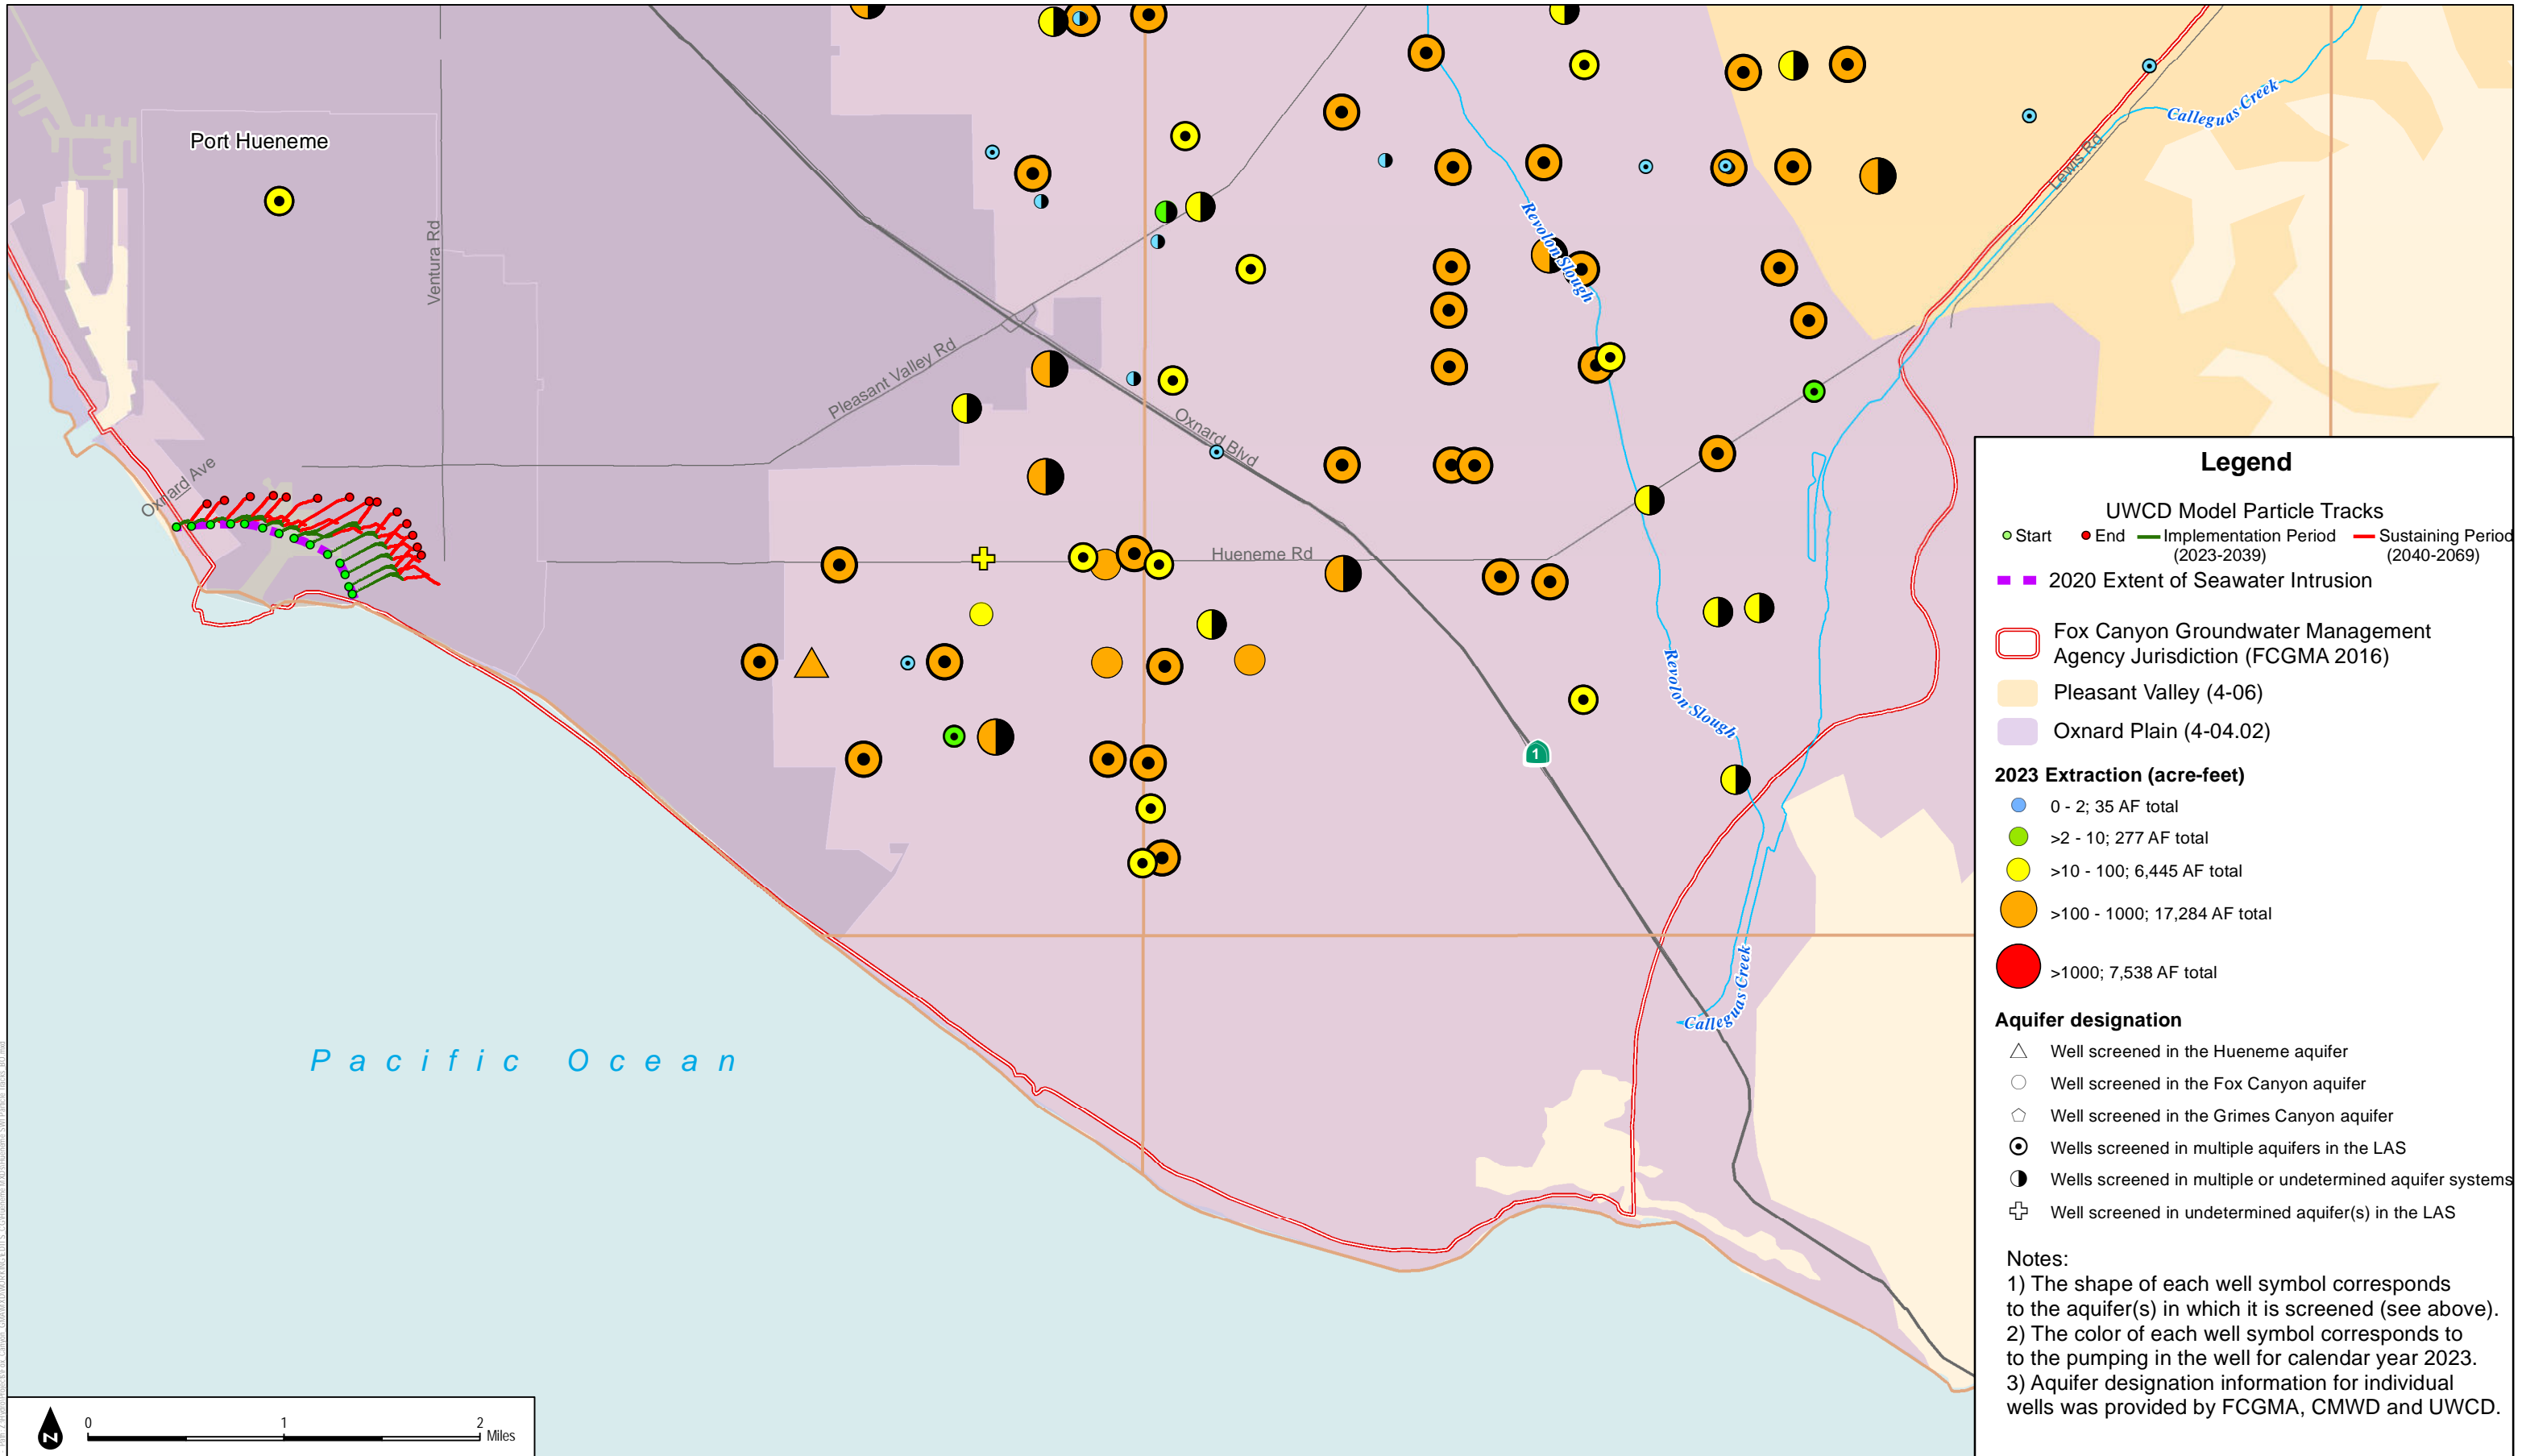 Port Hueneme
Ventura Rd
Oxnard Ave
Pleasant Valley Rd
Oxnard Blvd
Hueneme Rd
Lewis Rd
Calleguas Creek
Revolon Slough
Revolon Slough
1
Calleguas Creek
Pacific Ocean
Legend
UWCD Model Particle Tracks
Start End Implementation Period Sustaining Period
(2023-2039) (2040-2069)
2020 Extent of Seawater Intrusion
Fox Canyon Groundwater Management
Agency Jurisdiction (FCGMA 2016)
Pleasant Valley (4-06)
Oxnard Plain (4-04.02)
2023 Extraction (acre-feet)
0 - 2; 35 AF total
>2 - 10; 277 AF total
>10 - 100; 6,445 AF total
>100 - 1000; 17,284 AF total
>1000; 7,538 AF total
Aquifer designation
Well screened in the Hueneme aquifer
Well screened in the Fox Canyon aquifer
Well screened in the Grimes Canyon aquifer
Wells screened in multiple aquifers in the LAS
Wells screened in multiple or undetermined aquifer systems
Well screened in undetermined aquifer(s) in the LAS
Notes:
1) The shape of each well symbol corresponds
to the aquifer(s) in which it is screened (see above).
2) The color of each well symbol corresponds to
to the pumping in the well for calendar year 2023.
3) Aquifer designation information for individual
wells was provided by FCGMA, CMWD and UWCD.
N
0 1 2
Miles